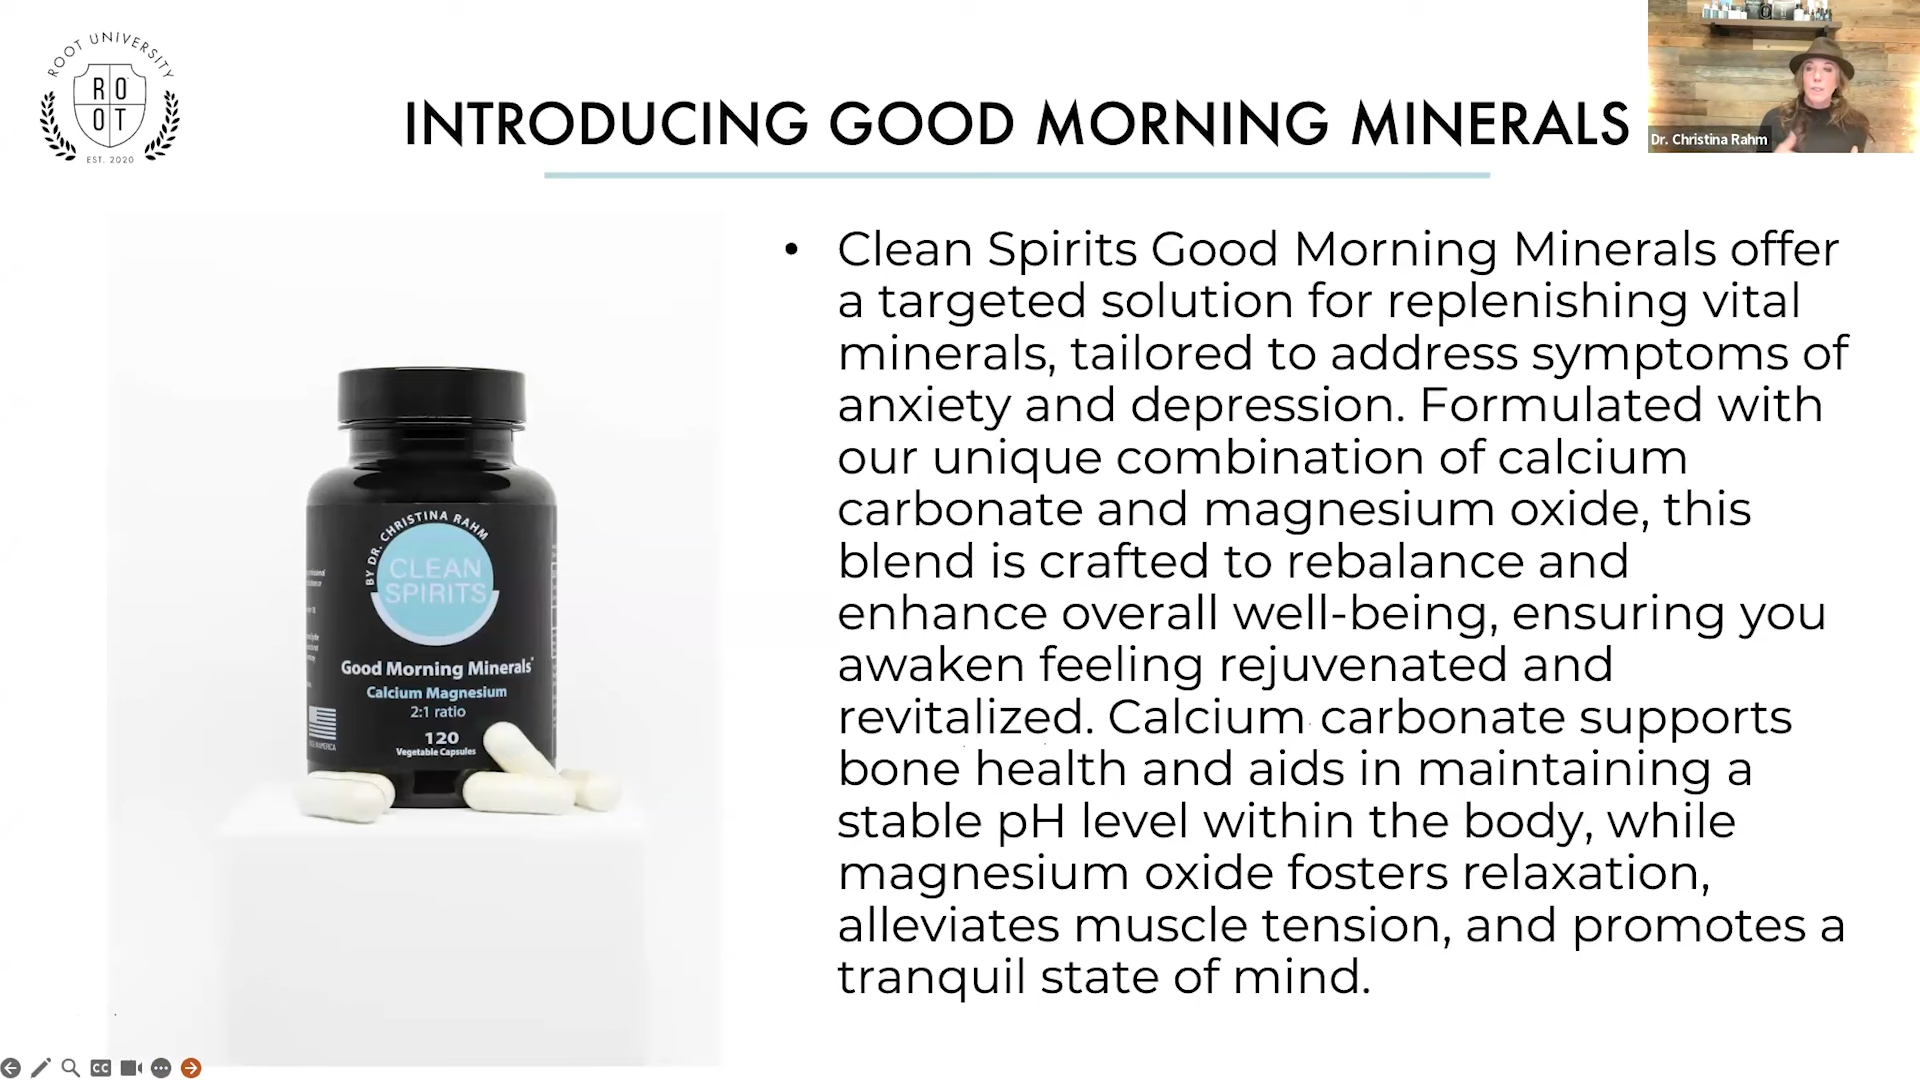 ROOT UNIVERSITY
RO
OT
EST. 2020
INTRODUCING GOOD MORNING MINERALS
Dr. Christina Rahm
• Clean Spirits Good Morning Minerals offer
a targeted solution for replenishing vital
minerals, tailored to address symptoms of
anxiety and depression. Formulated with
our unique combination of calcium
carbonate and magnesium oxide, this
blend is crafted to rebalance and
enhance overall well-being, ensuring you
awaken feeling rejuvenated and
revitalized. Calcium carbonate supports
bone health and aids in maintaining a
stable pH level within the body, while
magnesium oxide fosters relaxation,
alleviates muscle tension, and promotes a
tranquil state of mind.
BY DR. CHRISTINA RAHM
CLEAN
SPIRITS
Good Morning Minerals
Calcium Magnesium
2:1 ratio
120
Vegetable Capsules
CC